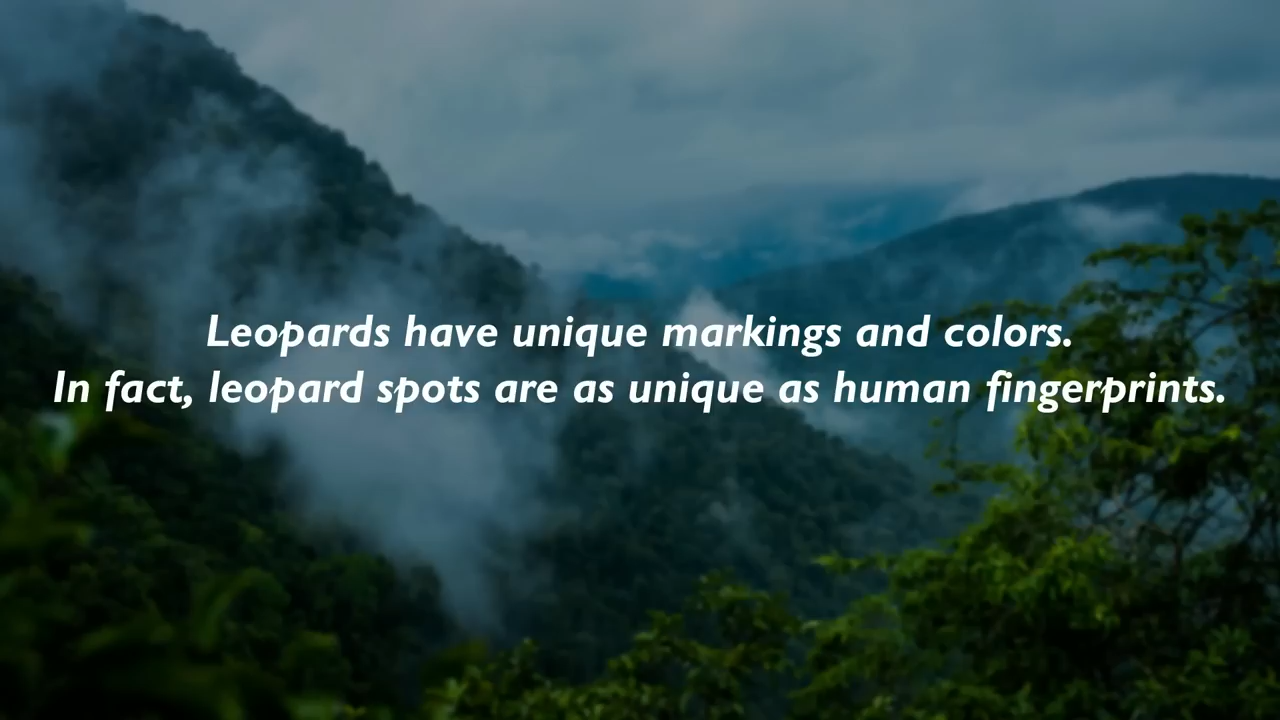 Leopards have unique markings and colors.
In fact, leopard spots are as unique as human fingerprints.